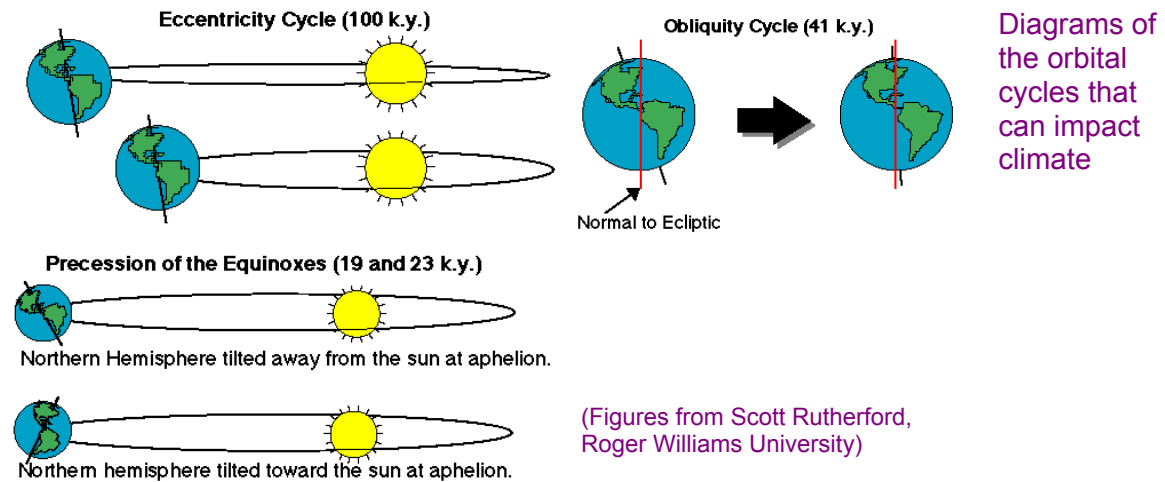 Eccentricity Cycle (100 k.y.)
Obliquity Cycle (41 k.y.)
Normal to Ecliptic
Diagrams of
the orbital
cycles that
can impact
climate
Precession of the Equinoxes (19 and 23 k.y.)
Northern Hemisphere tilted away from the sun at aphelion.
Northern hemisphere tilted toward the sun at aphelion.
(Figures from Scott Rutherford,
Roger Williams University)